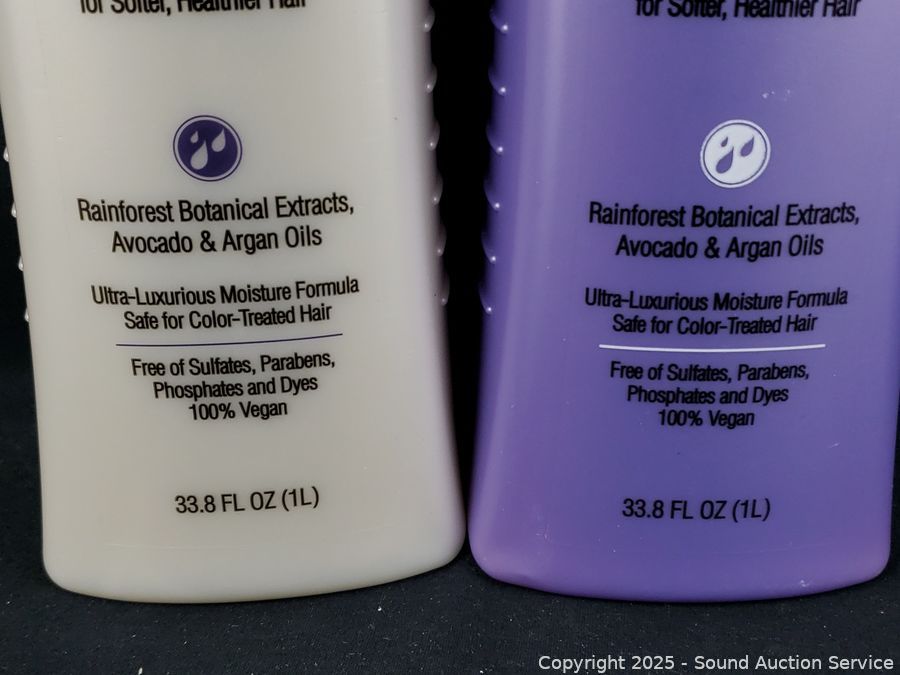 for Softer, Healthier Hair
Rainforest Botanical Extracts,
Avocado & Argan Oils
Ultra-Luxurious Moisture Formula
Safe for Color-Treated Hair
Free of Sulfates, Parabens,
Phosphates and Dyes
100% Vegan
33.8 FL OZ (1L)
for Softer, Healthier Hair
Rainforest Botanical Extracts,
Avocado & Argan Oils
Ultra-Luxurious Moisture Formula
Safe for Color-Treated Hair
Free of Sulfates, Parabens,
Phosphates and Dyes
100% Vegan
33.8 FL OZ (1L)
Copyright 2025 - Sound Auction Service